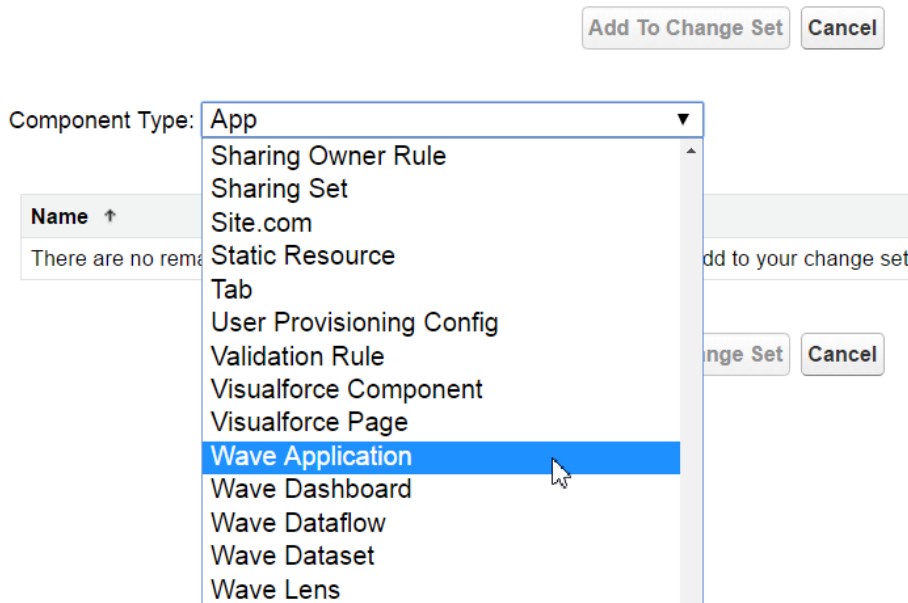 Add To Change Set Cancel
Component Type: App
Sharing Owner Rule
Sharing Set
Site.com
Name
Static Resource
There are no dd to your change set
Tab
User Provisioning Config
Validation Rule
Set Cancel
Visualforce Component
Visualforce Page
Wave Application
Wave Dashboard
Wave Dataflow
Wave Dataset
Wave Lens